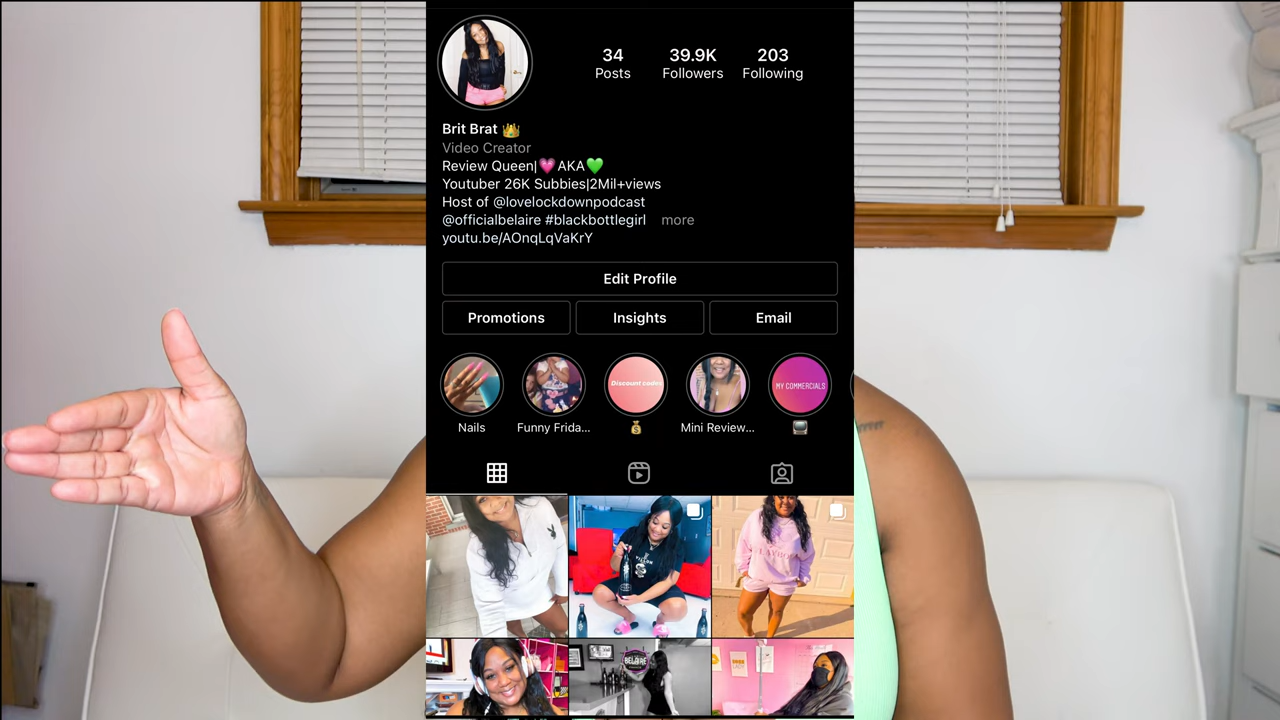 34 39.9K 203
Posts Followers Following
Brit Brat 👑
Video Creator
Review Queen|💗AKA💚
Youtuber 26K Subbies|2Mil+views
Host of @lovelockdownpodcast
@officialbelaire #blackbottlegirl more
youtu.be/AOnqLqVaKrY
Edit Profile
Promotions Insights Email
Discount codes MY COMMERCIALS
Nails Funny Frida... 💰 Mini Review... 📺
BELAIRE